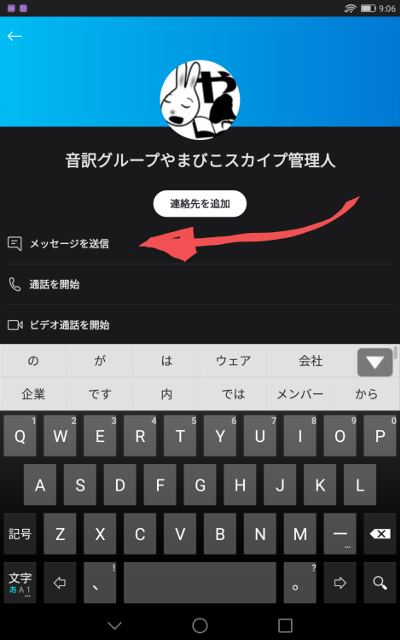 9:06
や
音訳グループやまびこスカイプ管理人
連絡先を追加
メッセージを送信
通話を開始
ビデオ通話を開始
の が は ウェア 会社
企業 です 内 では メンバー から
1 2 3 4 5 6 7 8 9 0
Q W E R T Y U I O P
A S D F G H J K L
記号 Z X C V B N M ー
...
文字 、 ! 。 ?
あA1
...